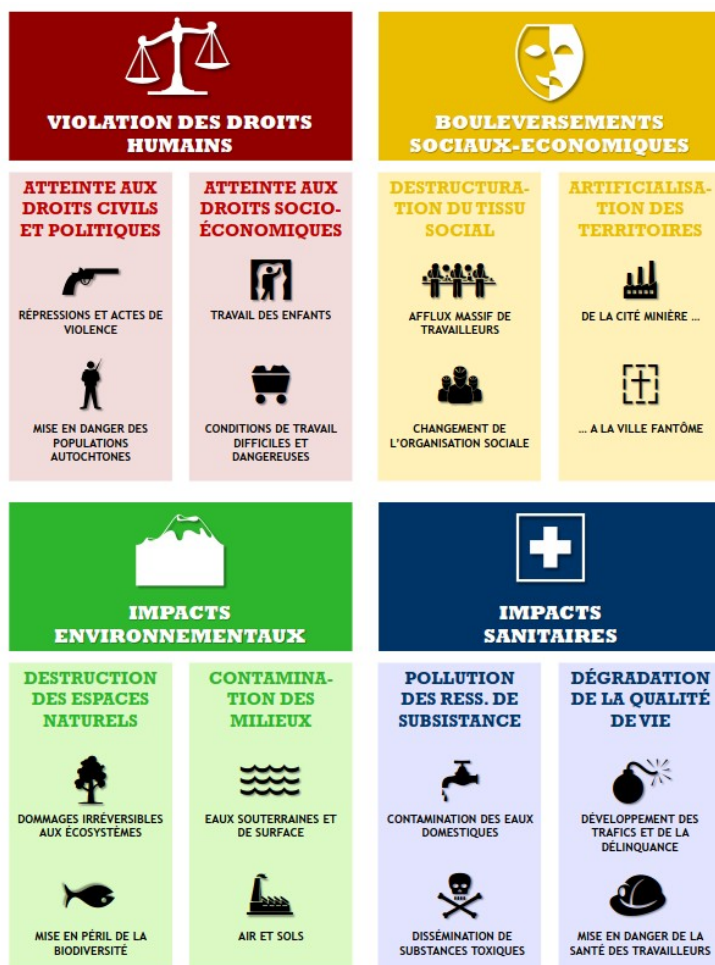 VIOLATION DES DROITS
HUMAINS
ATTEINTE AUX
DROITS CIVILS
ET POLITIQUES
RÉPRESSIONS ET ACTES DE
VIOLENCE
MISE EN DANGER DES
POPULATIONS
AUTOCHTONES
ATTEINTE AUX
DROITS SOCIO-
ÉCONOMIQUES
TRAVAIL DES ENFANTS
CONDITIONS DE TRAVAIL
DIFFICILES ET
DANGEREUSES
BOULEVERSEMENTS
SOCIAUX-ECONOMIQUES
DESTRUCTURA-
TION DU TISSU
SOCIAL
AFFLUX MASSIF DE
TRAVAILLEURS
CHANGEMENT DE
L'ORGANISATION SOCIALE
ARTIFICIALISA-
TION DES
TERRITOIRES
DE LA CITÉ MINIÈRE ...
... A LA VILLE FANTÔME
IMPACTS
ENVIRONNEMENTAUX
DESTRUCTION
DES ESPACES
NATURELS
DOMMAGES IRRÉVERSIBLES
AUX ÉCOSYSTÈMES
MISE EN PÉRIL DE LA
BIODIVERSITÉ
CONTAMINA-
TION DES
MILIEUX
EAUX SOUTERRAINES ET
DE SURFACE
AIR ET SOLS
IMPACTS
SANITAIRES
POLLUTION
DES RESS. DE
SUBSISTANCE
CONTAMINATION DES EAUX
DOMESTIQUES
DISSÉMINATION DE
SUBSTANCES TOXIQUES
DÉGRADATION
DE LA QUALITÉ
DE VIE
DÉVELOPPEMENT DES
TRAFICS ET DE LA
DÉLINQUANCE
MISE EN DANGER DE LA
SANTÉ DES TRAVAILLEURS